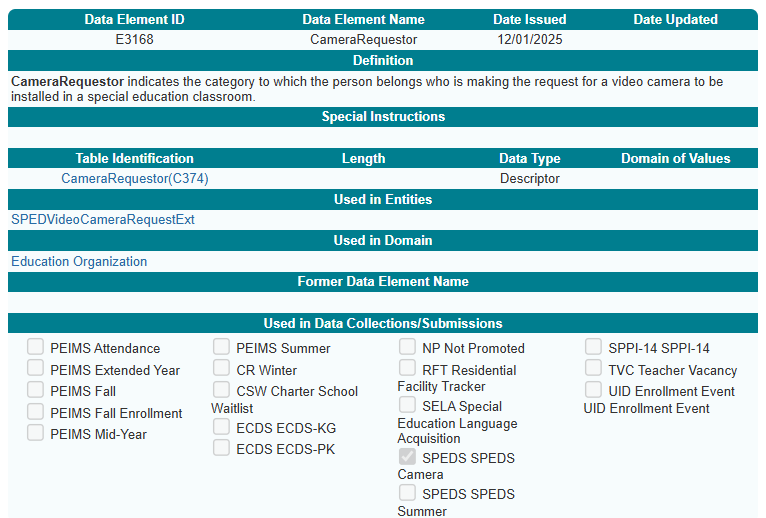 Data Element ID Data Element Name Date Issued Date Updated
E3168 CameraRequestor 12/01/2025
Definition
CameraRequestor indicates the category to which the person belongs who is making the request for a video camera to be
installed in a special education classroom.
Special Instructions
Table Identification Length Data Type Domain of Values
CameraRequestor(C374) Descriptor
Used in Entities
SPEDVideoCameraRequestExt
Used in Domain
Education Organization
Former Data Element Name
Used in Data Collections/Submissions
PEIMS Attendance
PEIMS Extended Year
PEIMS Fall
PEIMS Fall Enrollment
PEIMS Mid-Year
PEIMS Summer
CR Winter
CSW Charter School
Waitlist
ECDS ECDS-KG
ECDS ECDS-PK
NP Not Promoted
RFT Residential
Facility Tracker
SELA Special
Education Language
Acquisition
SPEDS SPEDS
Camera
SPEDS SPEDS
Summer
SPPI-14 SPPI-14
TVC Teacher Vacancy
UID Enrollment Event
UID Enrollment Event